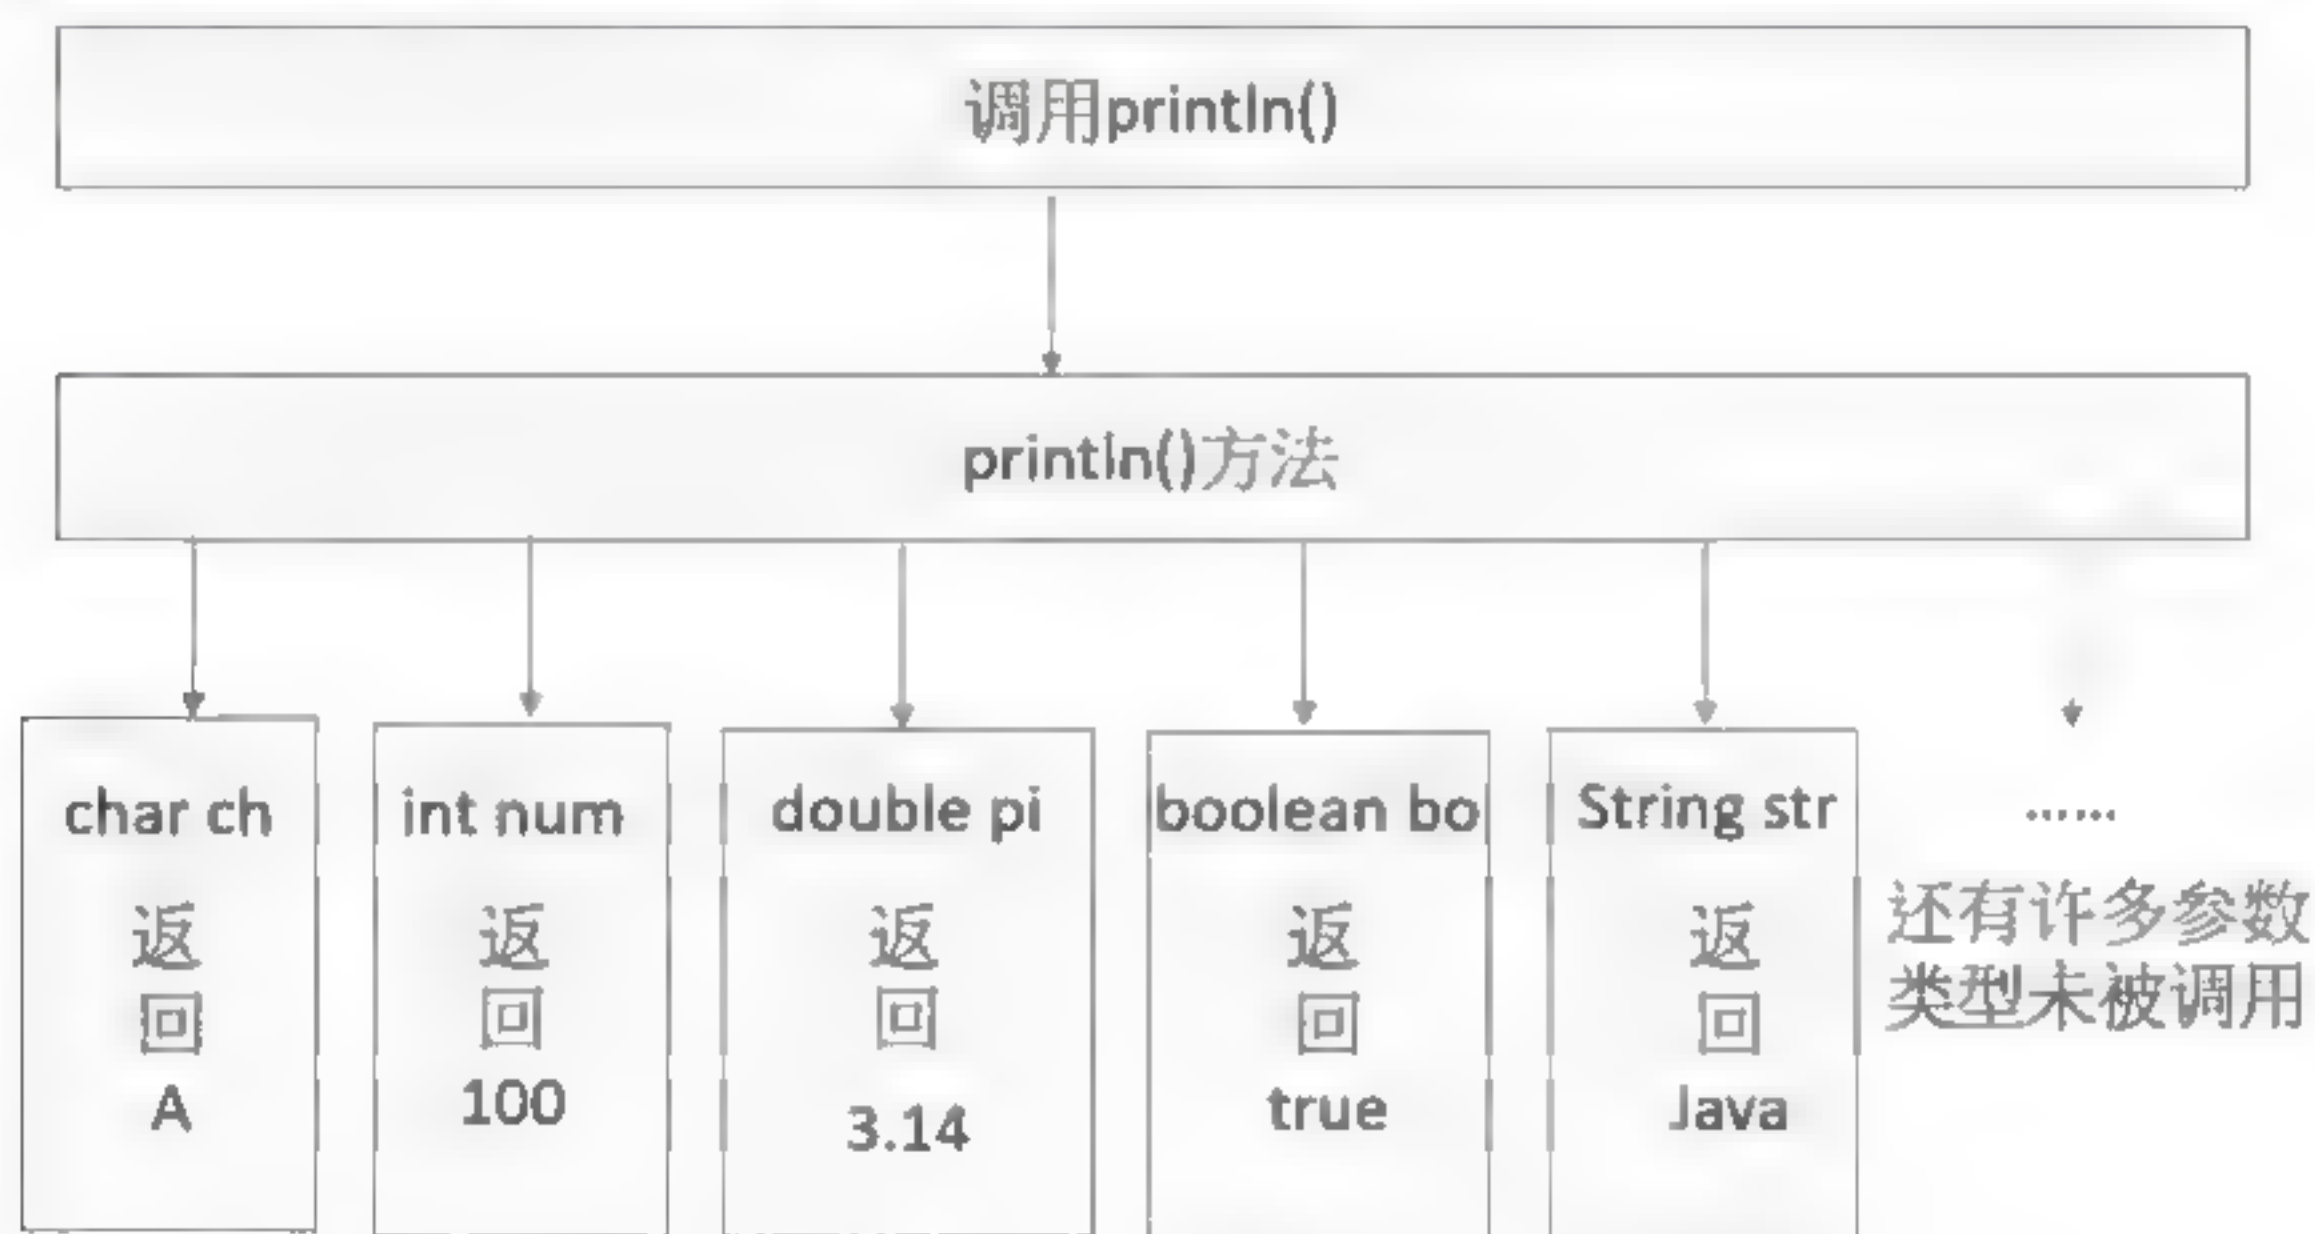 调用println()
println()方法
char ch
返
回
A
int num
返
回
100
double pi
返
回
3.14
boolean bo
返
回
true
String str
返
回
Java
……
还有许多参数
类型未被调用